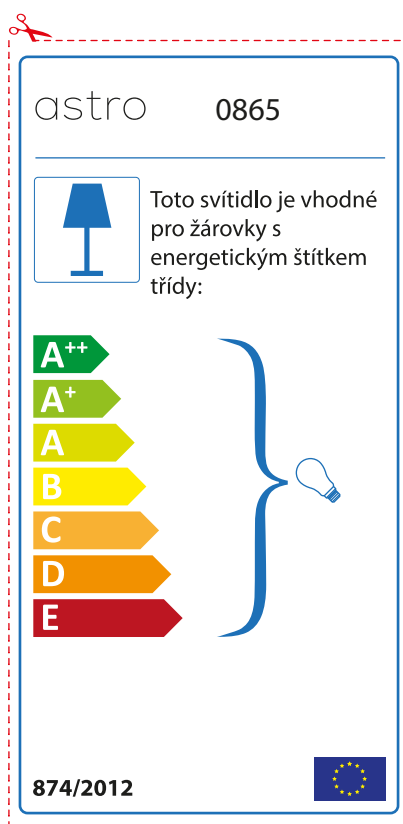 astro 0865
Toto svítidlo je vhodné
pro žárovky s
energetickým štítkem
třídy:
A++
A+
A
B
C
D
E
874/2012